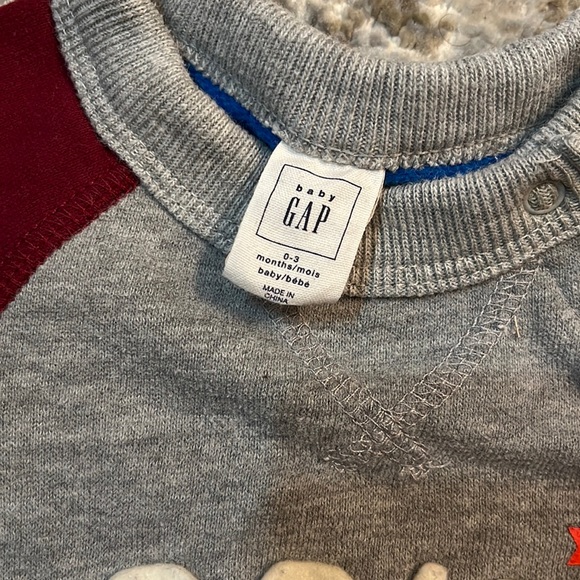 baby
GAP
0-3
months/mois
baby/bébé
MADE IN
CHINA